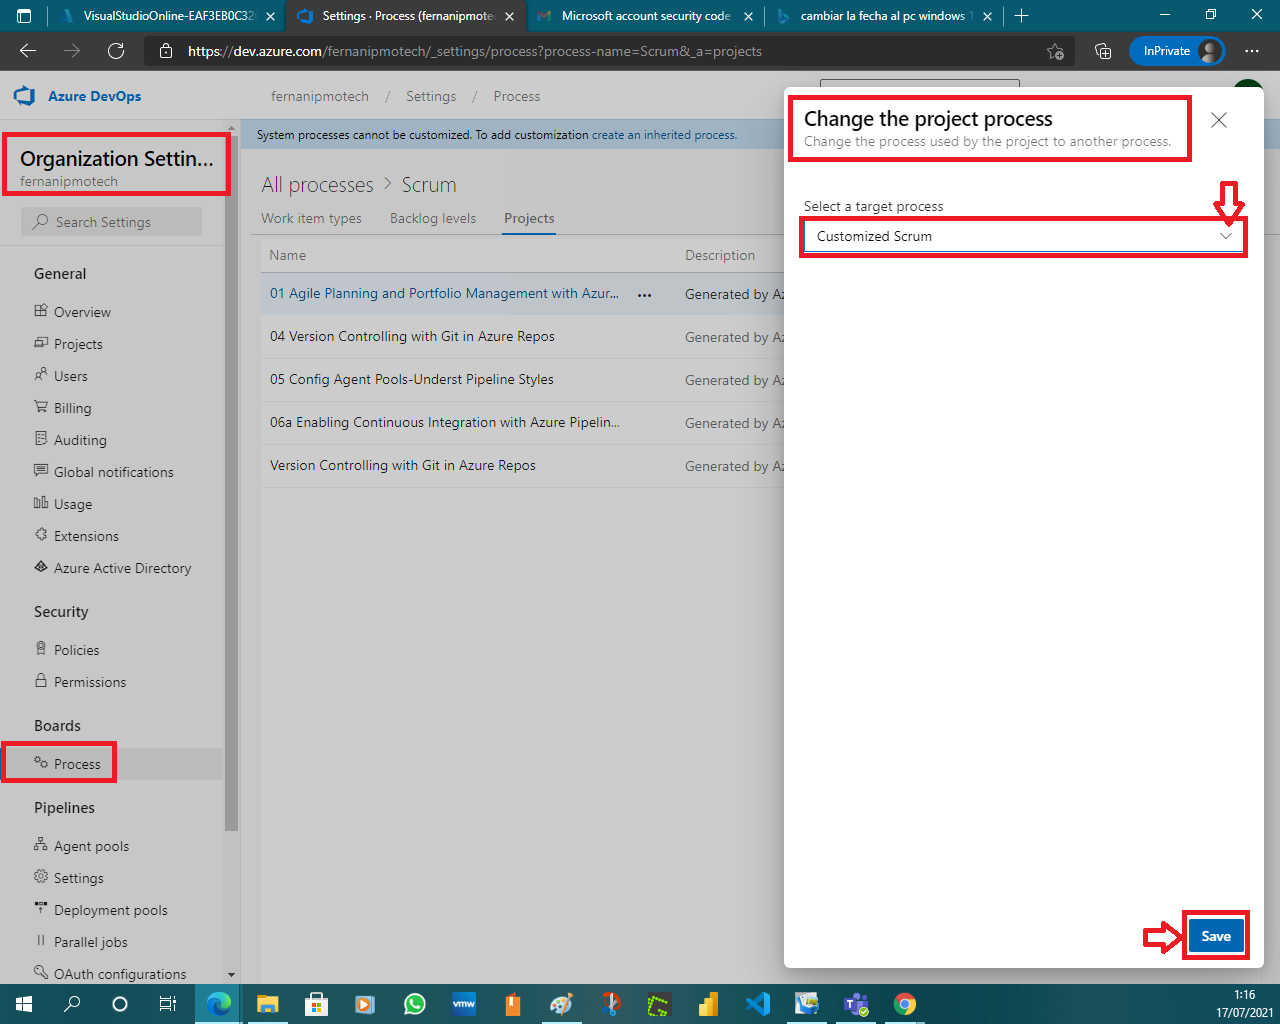 VisualStudioOnline-EAF3EB0C32
Settings · Process (fernanipmote
Microsoft account security code
cambiar la fecha al pc windows 1
https://dev.azure.com/fernanipmotech/_settings/process?process-name=Scrum&_a=projects
InPrivate
Azure DevOps
fernanipmotech / Settings / Process
System processes cannot be customized. To add customization create an inherited process.
Organization Settin...
fernanipmotech
Search Settings
General
Overview
Projects
Users
Billing
Auditing
Global notifications
Usage
Extensions
Azure Active Directory
Security
Policies
Permissions
Boards
Process
Pipelines
Agent pools
Settings
Deployment pools
Parallel jobs
OAuth configurations
All processes > Scrum
Work item types Backlog levels Projects
Name Description
01 Agile Planning and Portfolio Management with Azur... ... Generated by Az
04 Version Controlling with Git in Azure Repos Generated by Az
05 Config Agent Pools-Underst Pipeline Styles Generated by Az
06a Enabling Continuous Integration with Azure Pipelin... Generated by Az
Version Controlling with Git in Azure Repos Generated by Az
Change the project process
Change the process used by the project to another process.
Select a target process
Customized Scrum
Save
vmw
1:16
17/07/2021